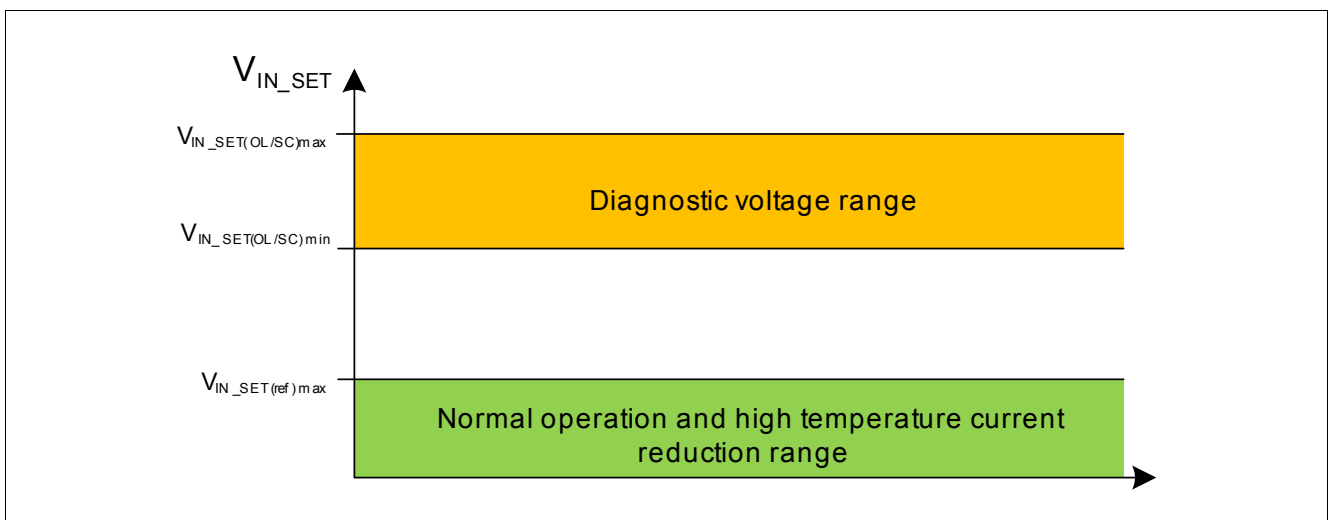 VIN_SET
VIN_SET(OL/SC)max
Diagnostic voltage range
VIN_SET(OL/SC)min
VIN_SET(ref)max
Normal operation and high temperature current
reduction range